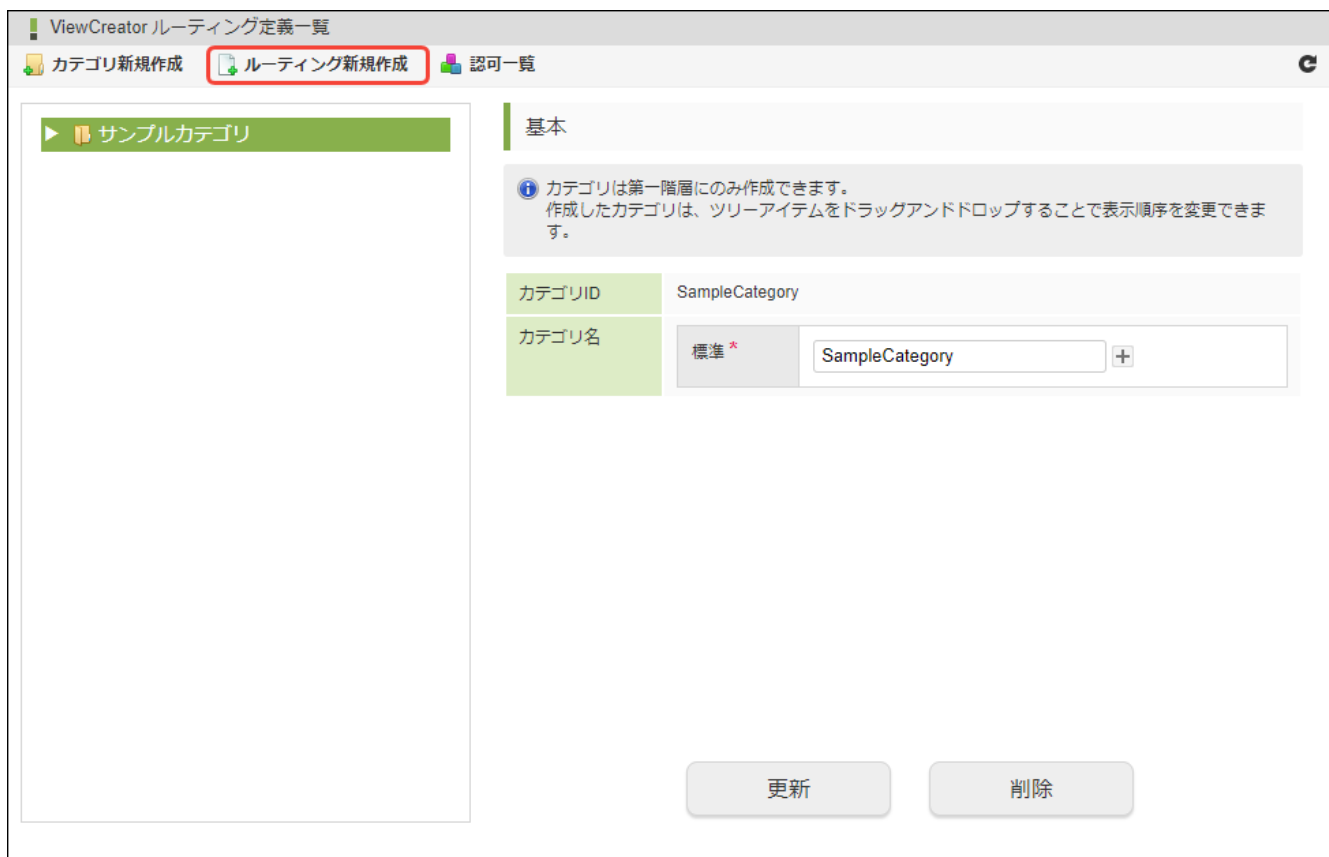 ViewCreator ルーティング定義一覧
カテゴリ新規作成 ルーティング新規作成 認可一覧
サンプルカテゴリ
基本
カテゴリは第一階層にのみ作成できます。
作成したカテゴリは、ツリーアイテムをドラッグアンドドロップすることで表示順序を変更できま
す。
カテゴリID SampleCategory
カテゴリ名 標準* SampleCategory
更新 削除